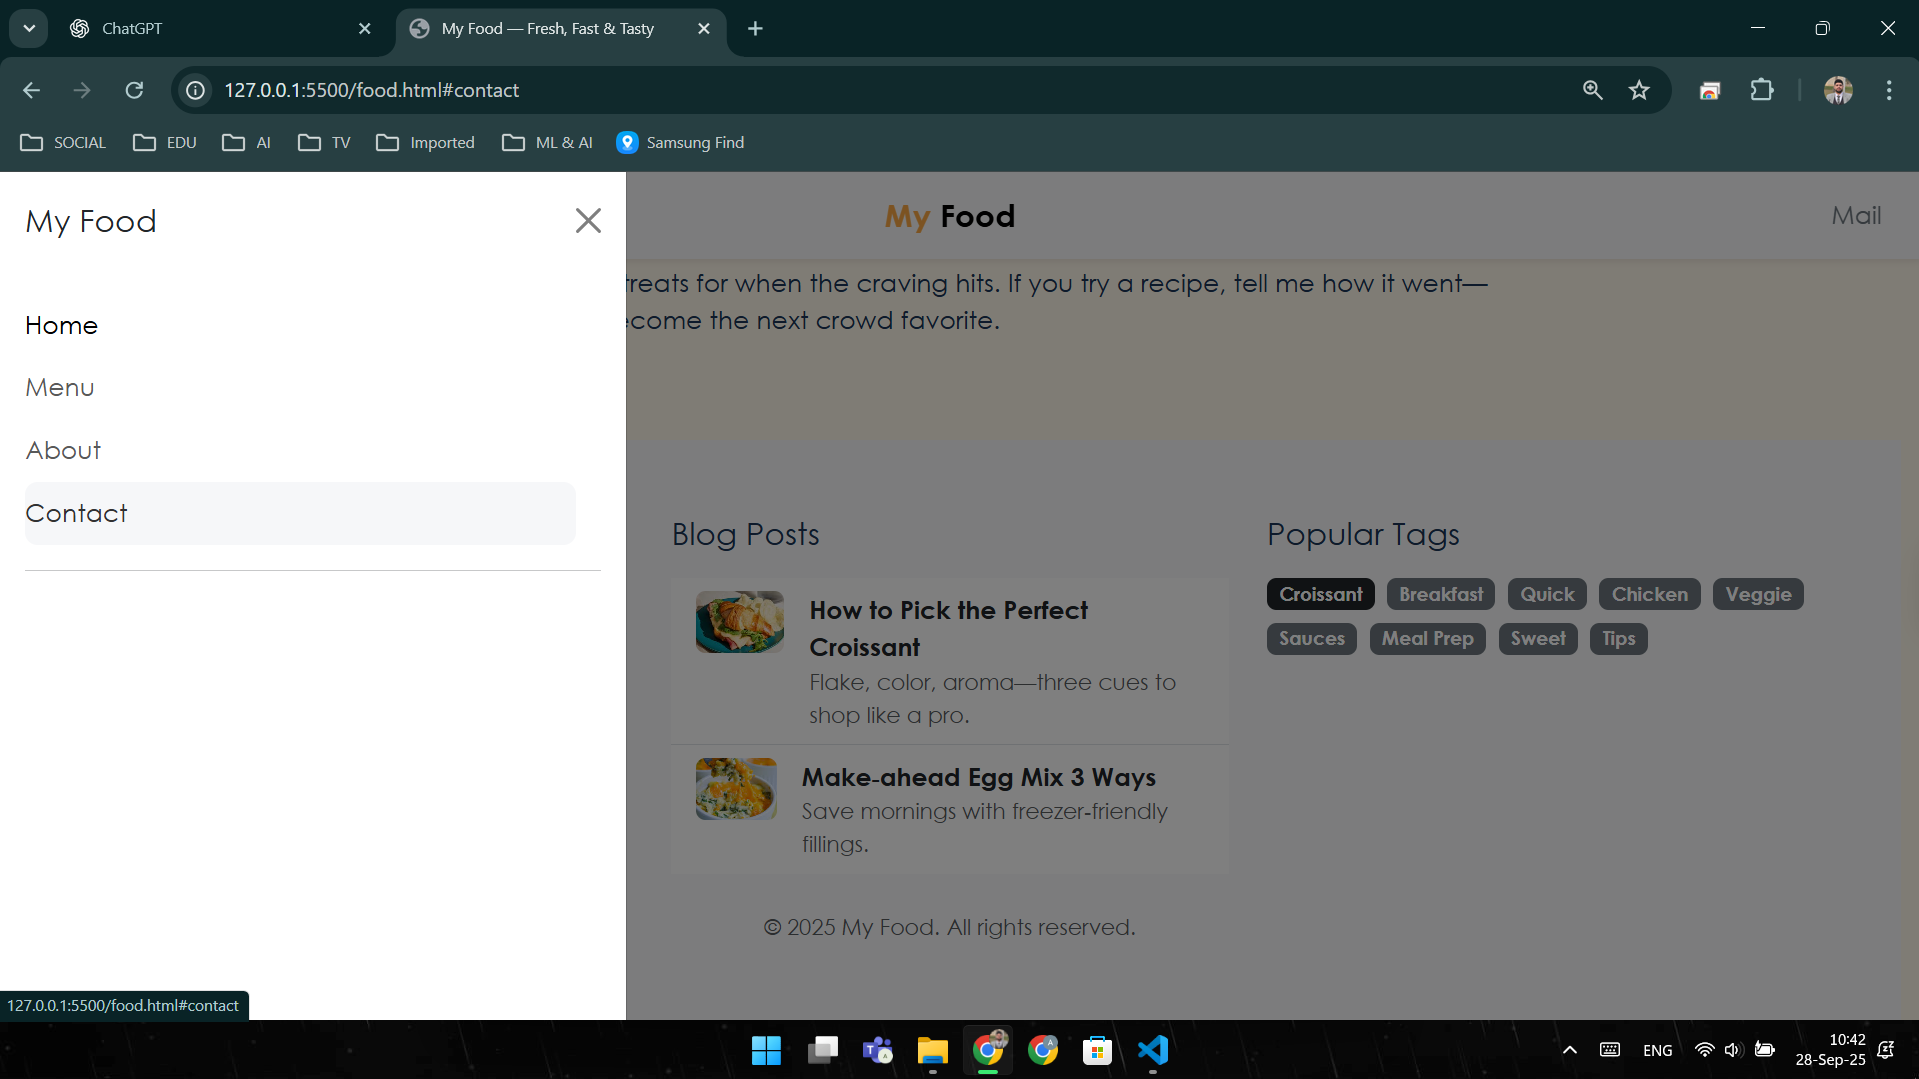 ChatGPT
My Food — Fresh, Fast & Tasty
127.0.0.1:5500/food.html#contact
SOCIAL
EDU
AI
TV
Imported
ML & AI
Samsung Find
My Food
Home
Menu
About
Contact
My Food
Mail
treats for when the craving hits. If you try a recipe, tell me how it went—
ecome the next crowd favorite.
Blog Posts
How to Pick the Perfect
Croissant
Flake, color, aroma—three cues to
shop like a pro.
Make-ahead Egg Mix 3 Ways
Save mornings with freezer-friendly
fillings.
Popular Tags
Croissant Breakfast Quick Chicken Veggie
Sauces Meal Prep Sweet Tips
© 2025 My Food. All rights reserved.
127.0.0.1:5500/food.html#contact
ENG
10:42
28-Sep-25